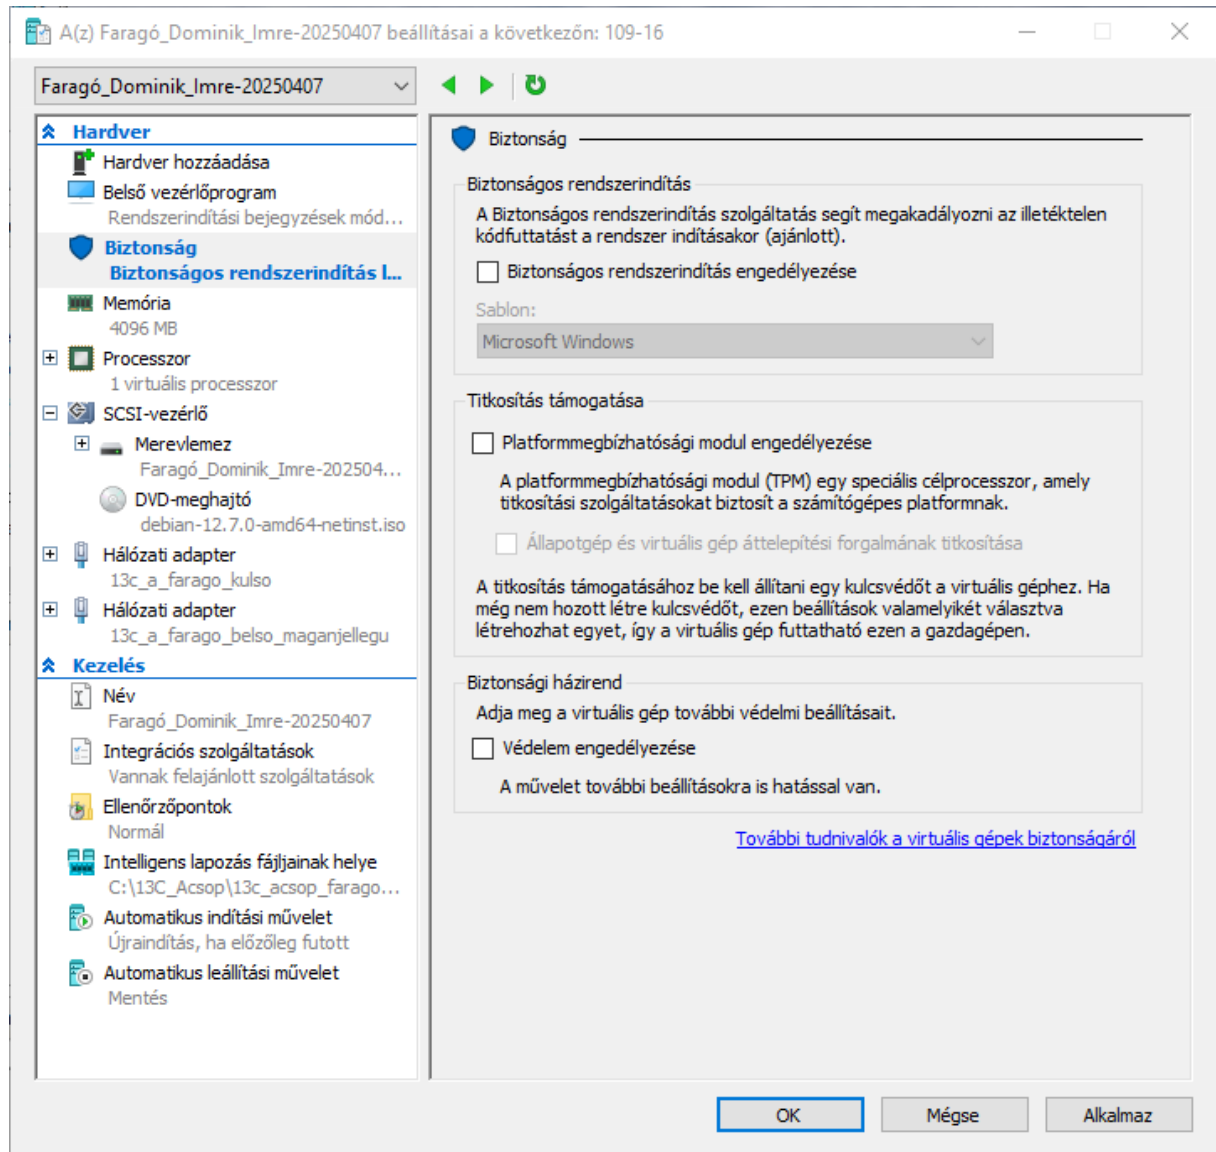 A(z) Faragó_Dominik_Imre-20250407 beállításai a következőn: 109-16
Faragó_Dominik_Imre-20250407
Hardver
Hardver hozzáadása
Belső vezérlőprogram
Rendszerindítási bejegyzések mód...
Biztonság
Biztonságos rendszerindítás l...
Memória
4096 MB
Processzor
1 virtuális processzor
SCSI-vezérlő
Merevlemez
Faragó_Dominik_Imre-202504...
DVD-meghajtó
debian-12.7.0-amd64-netinst.iso
Hálózati adapter
13c_a_farago_kulso
Hálózati adapter
13c_a_farago_belso_maganjellegu
Kezelés
Név
Faragó_Dominik_Imre-20250407
Integrációs szolgáltatások
Vannak felajánlott szolgáltatások
Ellenőrzőpontok
Normál
Intelligens lapozás fájljainak helye
C:\13C_Acsop\13c_acsop_farago...
Automatikus indítási művelet
Újraindítás, ha előzőleg futott
Automatikus leállítási művelet
Mentés
Biztonság
Biztonságos rendszerindítás
A Biztonságos rendszerindítás szolgáltatás segít megakadályozni az illetéktelen
kódfuttatást a rendszer indításakor (ajánlott).
Biztonságos rendszerindítás engedélyezése
Sablon:
Microsoft Windows
Titkosítás támogatása
Platformmegbízhatósági modul engedélyezése
A platformmegbízhatósági modul (TPM) egy speciális célprocesszor, amely
titkosítási szolgáltatásokat biztosít a számítógépes platformnak.
Állapotgép és virtuális gép áttelepítési forgalmának titkosítása
A titkosítás támogatásához be kell állítani egy kulcsvédőt a virtuális géphez. Ha
még nem hozott létre kulcsvédőt, ezen beállítások valamelyikét választva
létrehozhat egyet, így a virtuális gép futtatható ezen a gazdagépen.
Biztonsági házirend
Adja meg a virtuális gép további védelmi beállításait.
Védelem engedélyezése
A művelet további beállításokra is hatással van.
További tudnivalók a virtuális gépek biztonságáról
OK
Mégse
Alkalmaz